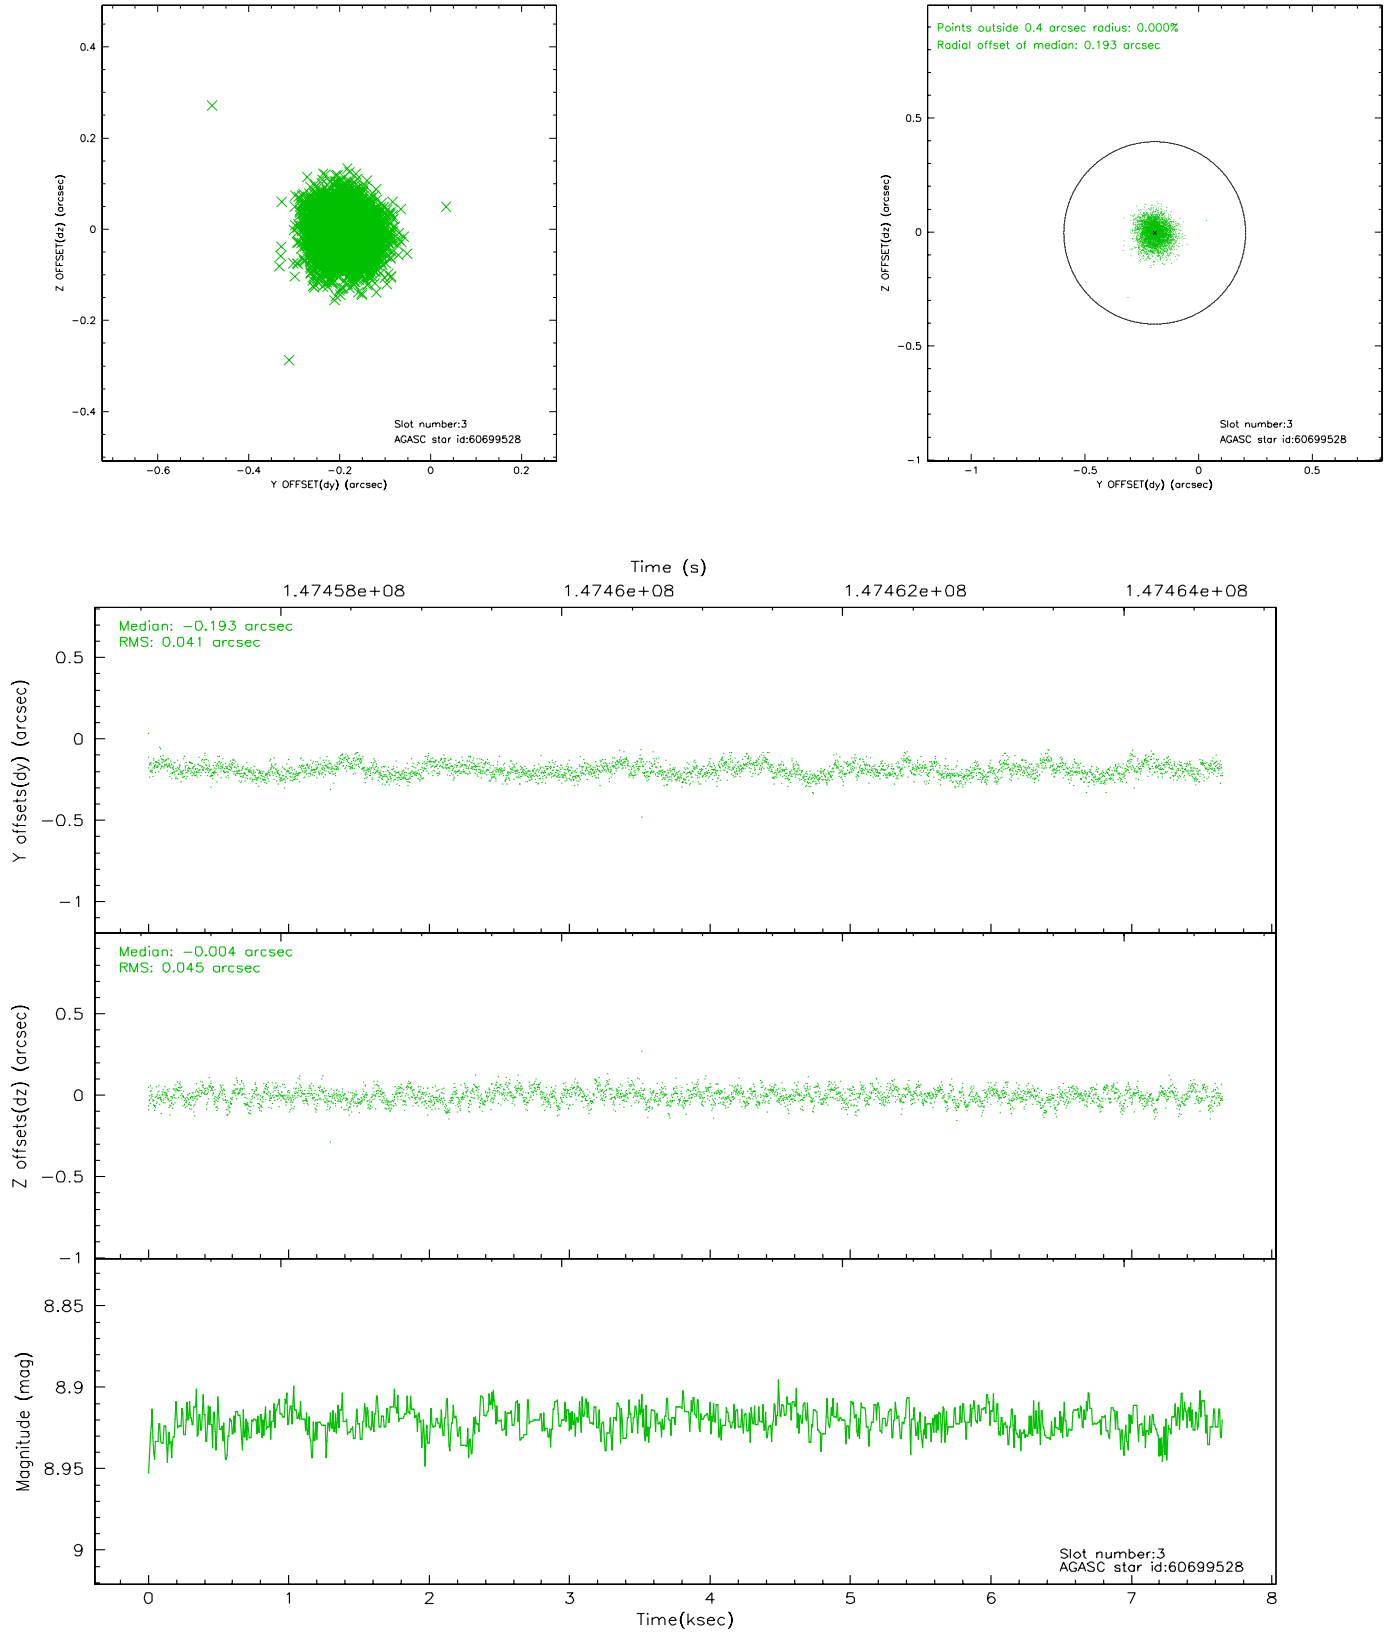 0.4
0.2
0
−0.2
−0.4
Z OFFSET(dz) (arcsec)
−0.6
−0.4
−0.2
0
0.2
Y OFFSET(dy) (arcsec)
Slot number:3
AGASC star id:60699528
Points outside 0.4 arcsec radius: 0.000%
Radial offset of median: 0.193 arcsec
0.5
0
−0.5
−1
Z OFFSET(dz) (arcsec)
−1
−0.5
0
0.5
Y OFFSET(dy) (arcsec)
Slot number:3
AGASC star id:60699528
Time (s)
1.47458e+08
1.4746e+08
1.47462e+08
1.47464e+08
Median: −0.193 arcsec
RMS: 0.041 arcsec
0.5
0
−0.5
−1
Y offsets(dy) (arcsec)
Median: −0.004 arcsec
RMS: 0.045 arcsec
0.5
0
−0.5
−1
Z offsets(dz) (arcsec)
8.85
8.9
8.95
9
Magnitude (mag)
Slot number:3
AGASC star id:60699528
0
1
2
3
4
5
6
7
8
Time(ksec)